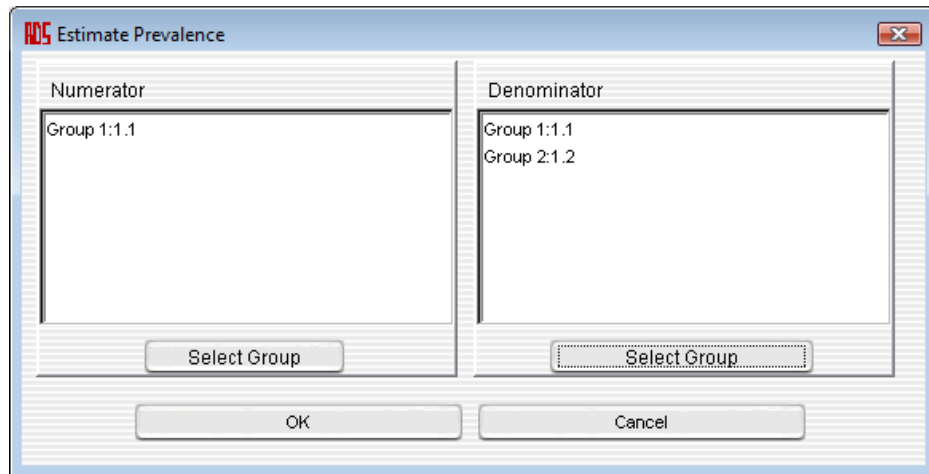 RDS Estimate Prevalence
Numerator
Group 1:1.1
Select Group
Denominator
Group 1:1.1
Group 2:1.2
Select Group
OK
Cancel